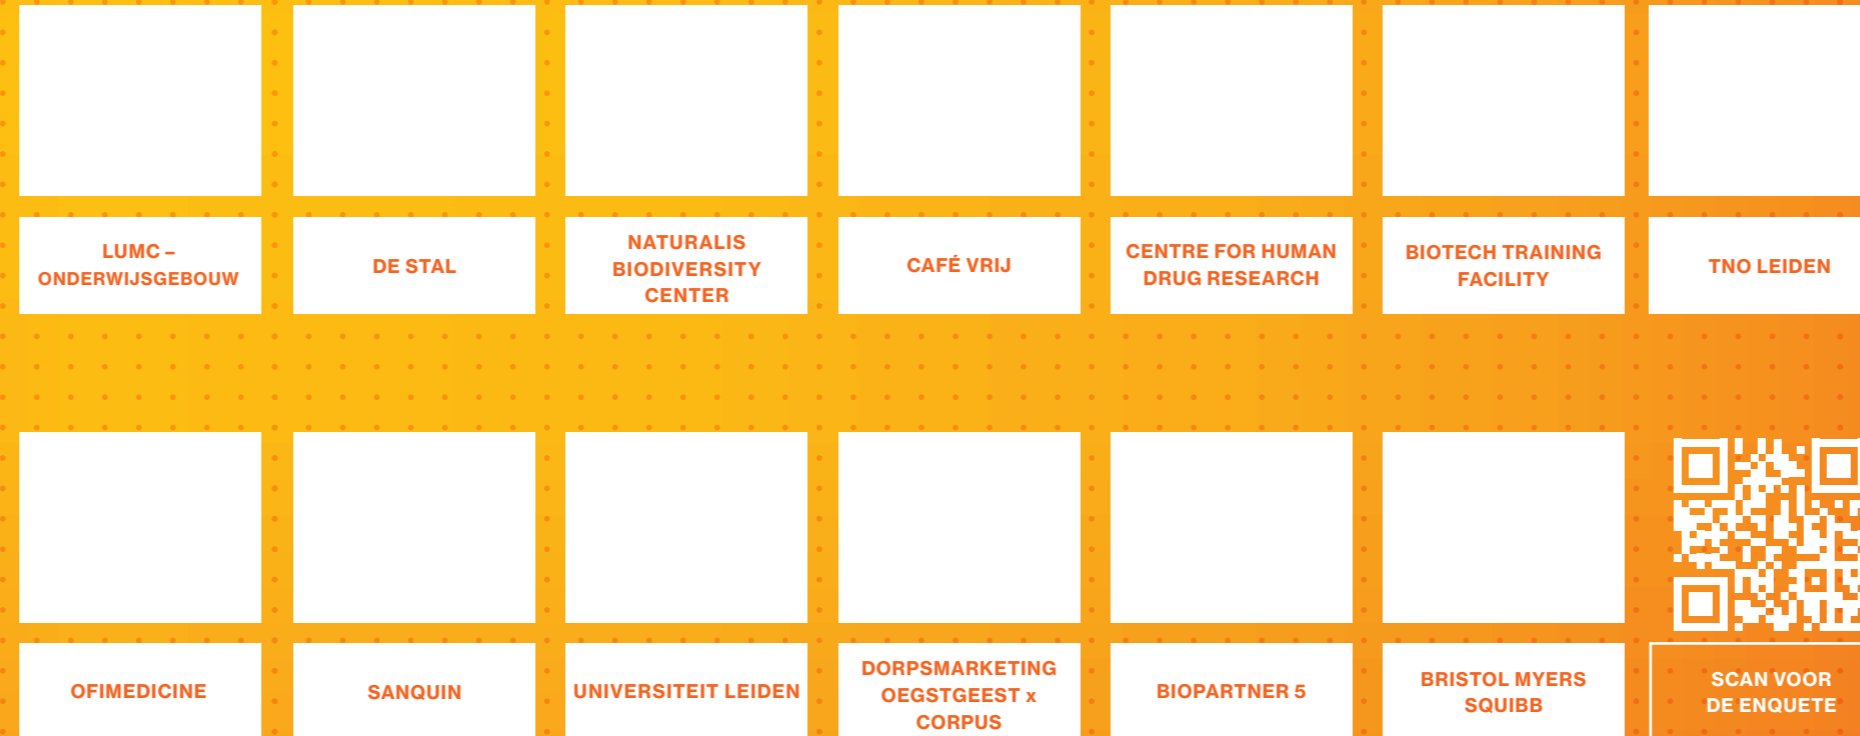 LUMC –
ONDERWIJSGEBOUW
DE STAL
NATURALIS
BIODIVERSITY
CENTER
CAFÉ VRIJ
CENTRE FOR HUMAN
DRUG RESEARCH
BIOTECH TRAINING
FACILITY
TNO LEIDEN
OFIMEDICINE
SANQUIN
UNIVERSITEIT LEIDEN
DORPSMARKETING
OEGSTGEEST x
CORPUS
BIOPARTNER 5
BRISTOL MYERS
SQUIBB
SCAN VOOR
DE ENQUETE